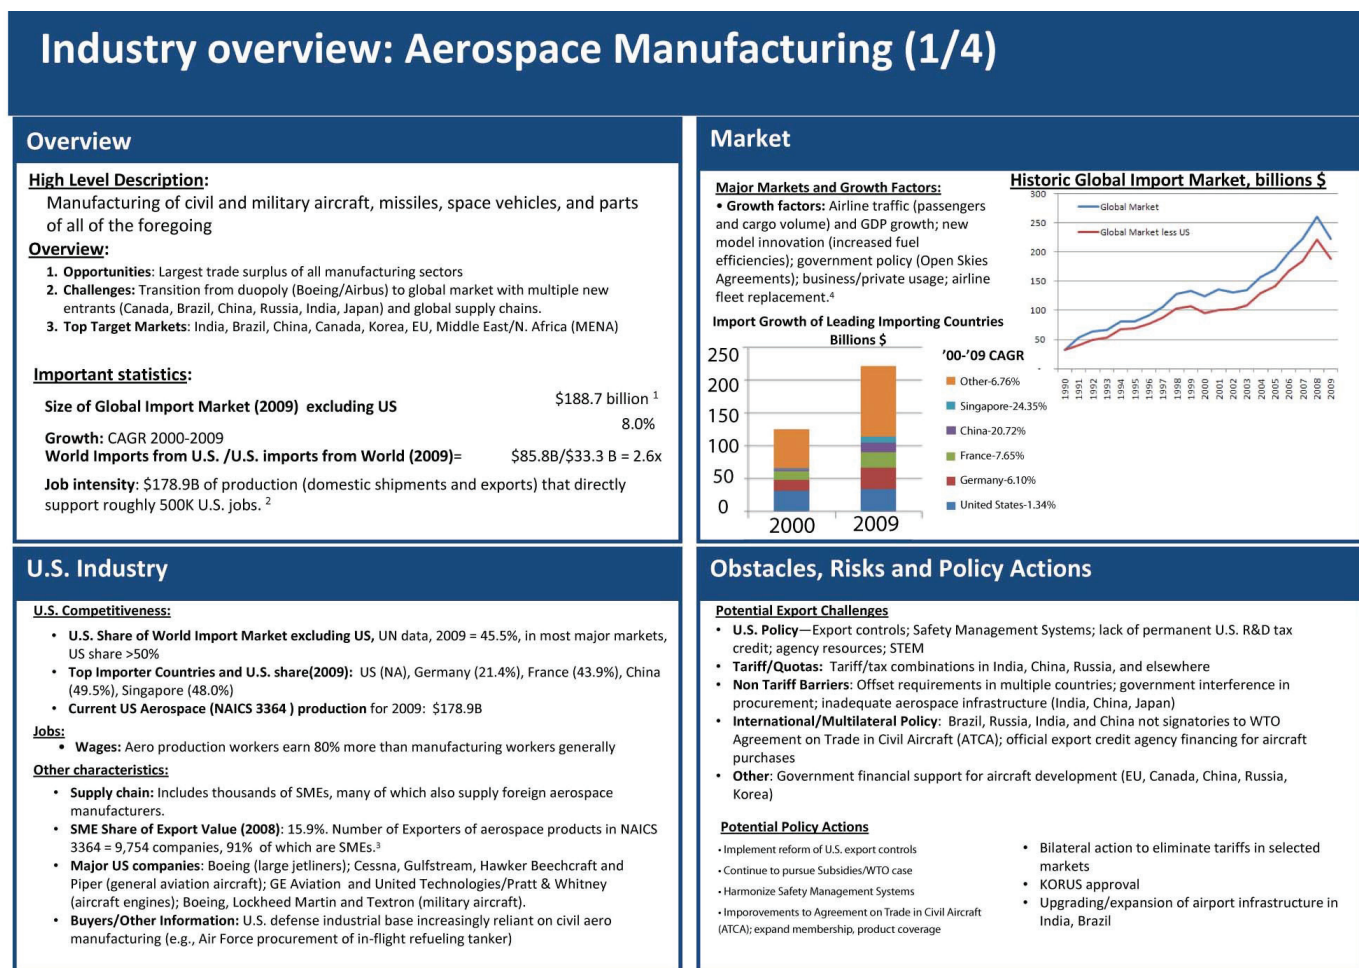 Industry overview: Aerospace Manufacturing (1/4)
Overview
High Level Description:
Manufacturing of civil and military aircraft, missiles, space vehicles, and parts
of all of the foregoing
Overview:
1. Opportunities: Largest trade surplus of all manufacturing sectors
2. Challenges: Transition from duopoly (Boeing/Airbus) to global market with multiple new
entrants (Canada, Brazil, China, Russia, India, Japan) and global supply chains.
3. Top Target Markets: India, Brazil, China, Canada, Korea, EU, Middle East/N. Africa (MENA)
Important statistics:
Size of Global Import Market (2009) excluding US $188.7 billion 1
8.0%
Growth: CAGR 2000-2009
World Imports from U.S. /U.S. imports from World (2009)= $85.8B/$33.3 B = 2.6x
Job intensity: $178.9B of production (domestic shipments and exports) that directly
support roughly 500K U.S. jobs. 2
Market
Major Markets and Growth Factors:
• Growth factors: Airline traffic (passengers
and cargo volume) and GDP growth; new
model innovation (increased fuel
efficiencies); government policy (Open Skies
Agreements); business/private usage; airline
fleet replacement.4
Historic Global Import Market, billions $
300
250
200
150
100
50
-
Global Market
Global Market less US
1990 1991 1992 1993 1994 1995 1996 1997 1998 1999 2000 2001 2002 2003 2004 2005 2006 2007 2008 2009
Import Growth of Leading Importing Countries
Billions $
250
200
150
100
50
0
2000 2009
'00-'09 CAGR
Other-6.76%
Singapore-24.35%
China-20.72%
France-7.65%
Germany-6.10%
United States-1.34%
U.S. Industry
U.S. Competitiveness:
• U.S. Share of World Import Market excluding US, UN data, 2009 = 45.5%, in most major markets,
US share >50%
• Top Importer Countries and U.S. share(2009): US (NA), Germany (21.4%), France (43.9%), China
(49.5%), Singapore (48.0%)
• Current US Aerospace (NAICS 3364 ) production for 2009: $178.9B
Jobs:
• Wages: Aero production workers earn 80% more than manufacturing workers generally
Other characteristics:
• Supply chain: Includes thousands of SMEs, many of which also supply foreign aerospace
manufacturers.
• SME Share of Export Value (2008): 15.9%. Number of Exporters of aerospace products in NAICS
3364 = 9,754 companies, 91% of which are SMEs.3
• Major US companies: Boeing (large jetliners); Cessna, Gulfstream, Hawker Beechcraft and
Piper (general aviation aircraft); GE Aviation and United Technologies/Pratt & Whitney
(aircraft engines); Boeing, Lockheed Martin and Textron (military aircraft).
• Buyers/Other Information: U.S. defense industrial base increasingly reliant on civil aero
manufacturing (e.g., Air Force procurement of in-flight refueling tanker)
Obstacles, Risks and Policy Actions
Potential Export Challenges
• U.S. Policy—Export controls; Safety Management Systems; lack of permanent U.S. R&D tax
credit; agency resources; STEM
• Tariff/Quotas: Tariff/tax combinations in India, China, Russia, and elsewhere
• Non Tariff Barriers: Offset requirements in multiple countries; government interference in
procurement; inadequate aerospace infrastructure (India, China, Japan)
• International/Multilateral Policy: Brazil, Russia, India, and China not signatories to WTO
Agreement on Trade in Civil Aircraft (ATCA); official export credit agency financing for aircraft
purchases
• Other: Government financial support for aircraft development (EU, Canada, China, Russia,
Korea)
Potential Policy Actions
• Implement reform of U.S. export controls
• Continue to pursue Subsidies/WTO case
• Harmonize Safety Management Systems
• Imporovements to Agreement on Trade in Civil Aircraft
(ATCA); expand membership, product coverage
• Bilateral action to eliminate tariffs in selected
markets
• KORUS approval
• Upgrading/expansion of airport infrastructure in
India, Brazil